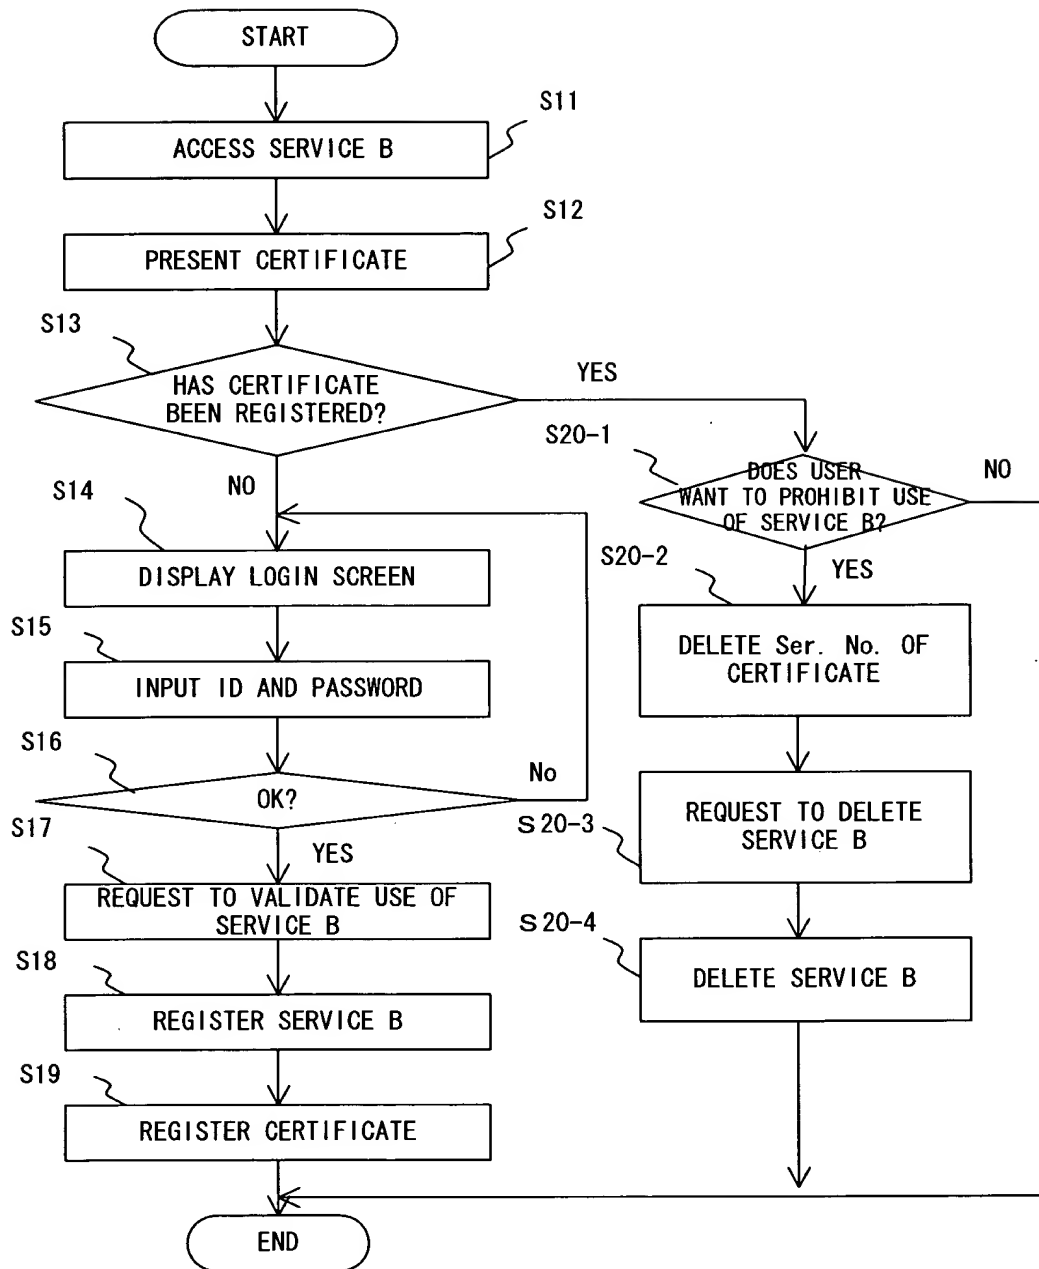 START
S11
ACCESS SERVICE B
S12
PRESENT CERTIFICATE
S13
HAS CERTIFICATE
BEEN REGISTERED?
YES
NO
S20-1
DOES USER
WANT TO PROHIBIT USE
OF SERVICE B?
NO
YES
S14
DISPLAY LOGIN SCREEN
S15
INPUT ID AND PASSWORD
S16
OK?
No
YES
S17
REQUEST TO VALIDATE USE OF
SERVICE B
S18
REGISTER SERVICE B
S19
REGISTER CERTIFICATE
S20-2
DELETE Ser. No. OF
CERTIFICATE
S20-3
REQUEST TO DELETE
SERVICE B
S20-4
DELETE SERVICE B
END